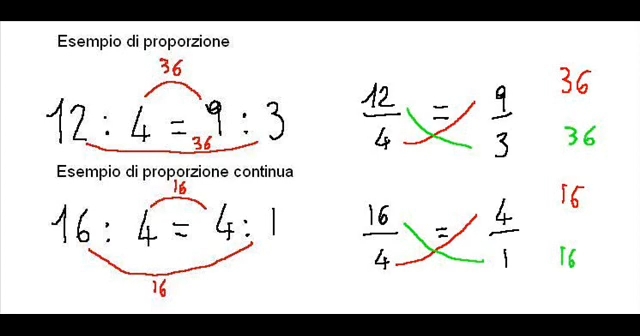 Esempio di proporzione
36
12 : 4 = 9 : 3
36
12/4 = 9/3
36
36
Esempio di proporzione continua
16
16 : 4 = 4 : 1
16
16/4 = 4/1
16
16